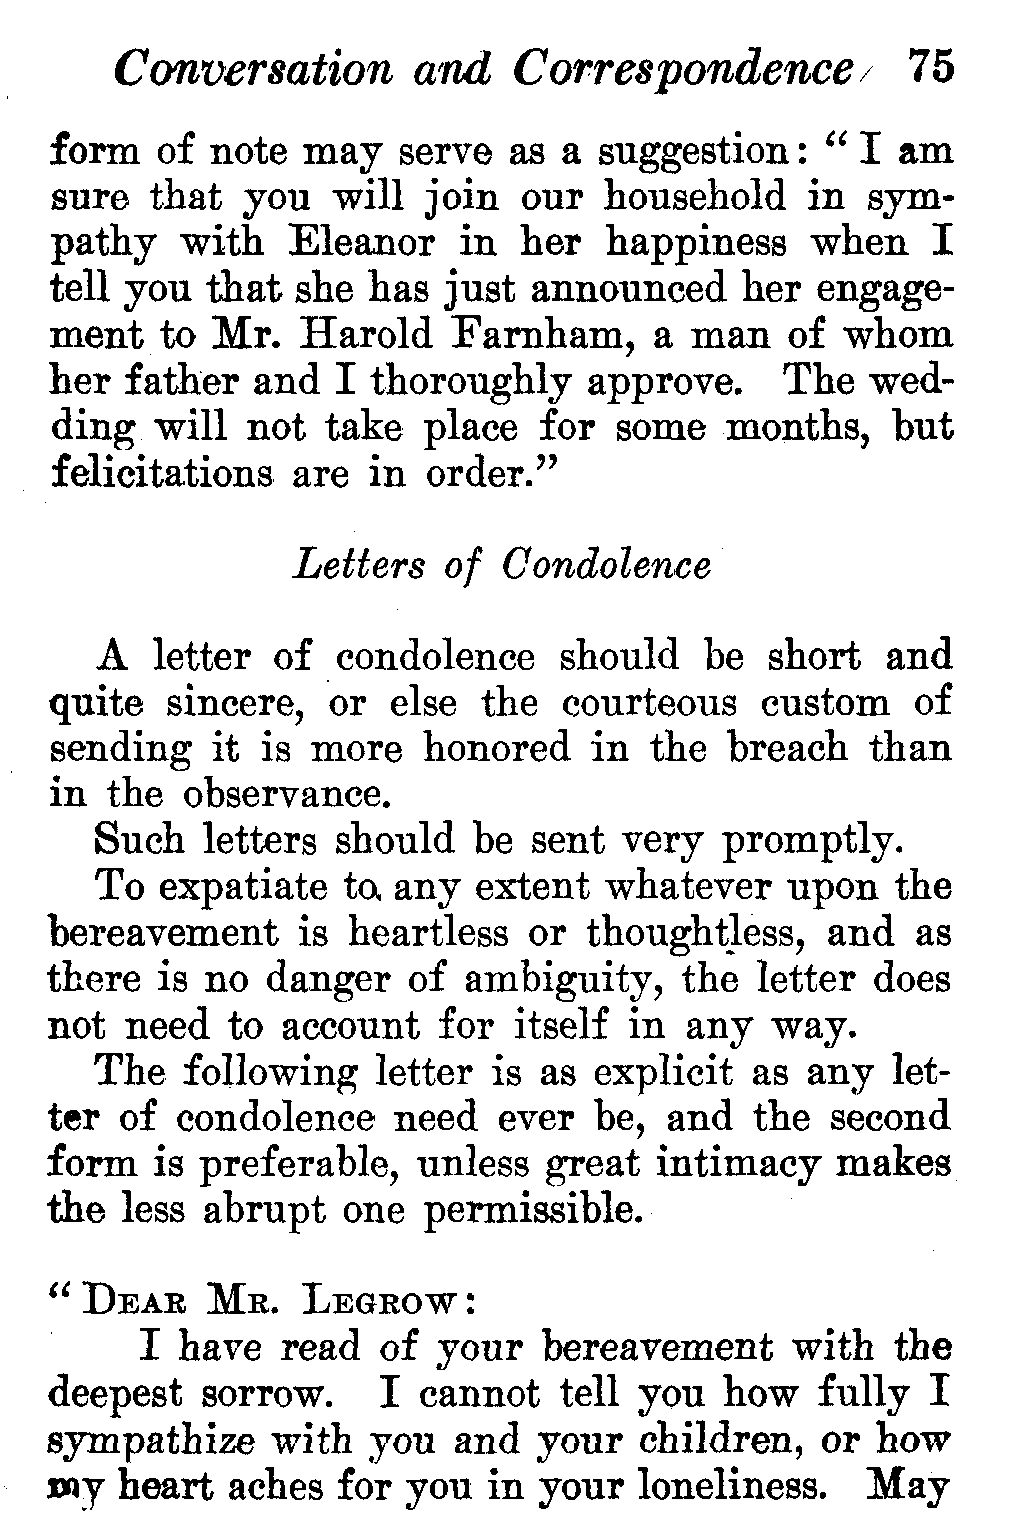 Conversation and Correspondence 75
form of note may serve as a suggestion: “ I am
sure that you will join our household in sym-
pathy with Eleanor in her happiness when I
tell you that she has just announced her engage-
ment to Mr. Harold Farnham, a man of whom
her father and I thoroughly approve. The wed-
ding will not take place for some months, but
felicitations are in order.”
Letters of Condolence
A letter of condolence should be short and
quite sincere, or else the courteous custom of
sending it is more honored in the breach than
in the observance.
Such letters should be sent very promptly.
To expatiate to any extent whatever upon the
bereavement is heartless or thoughtless, and as
there is no danger of ambiguity, the letter does
not need to account for itself in any way.
The following letter is as explicit as any let-
ter of condolence need ever be, and the second
form is preferable, unless great intimacy makes
the less abrupt one permissible.
“ DEAR MR. LEGROW:
I have read of your bereavement with the
deepest sorrow. I cannot tell you how fully I
sympathize with you and your children, or how
my heart aches for you in your loneliness. May